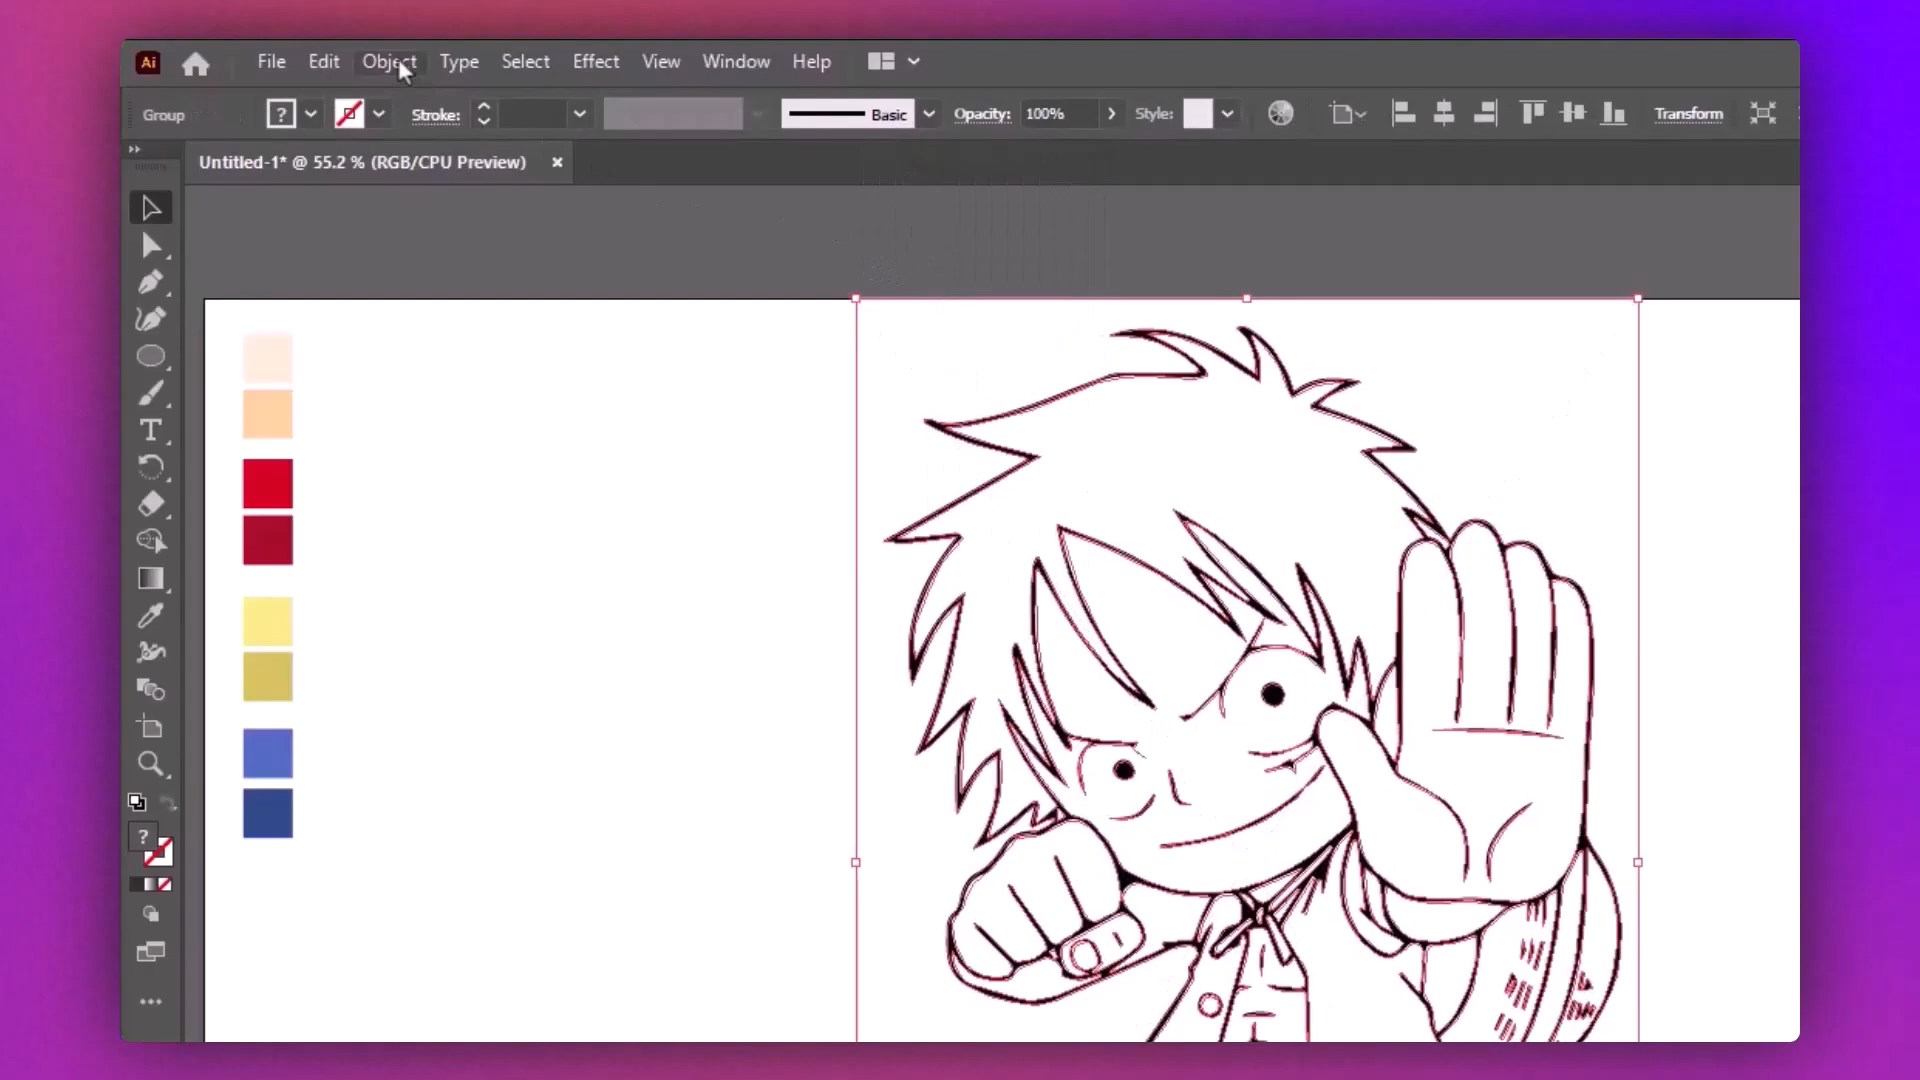 Ai File Edit Object Type Select Effect View Window Help
Group ? Stroke: Basic Opacity: 100% Style: Transform
Untitled-1* @ 55.2 % (RGB/CPU Preview)
T
?